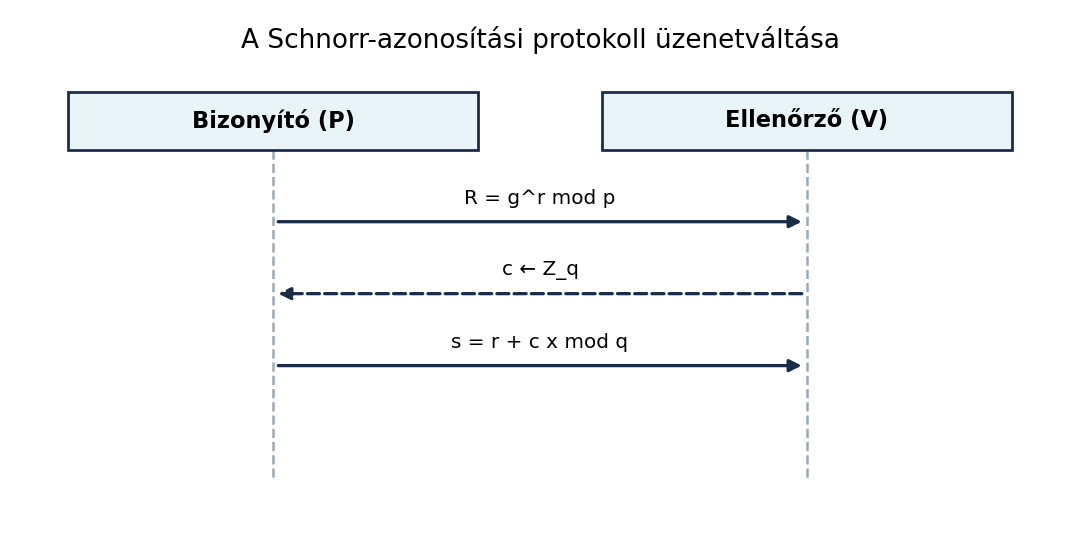 A Schnorr-azonosítási protokoll üzenetváltása
Bizonyító (P)
Ellenőrző (V)
R = g^r mod p
c ← Z_q
s = r + c x mod q